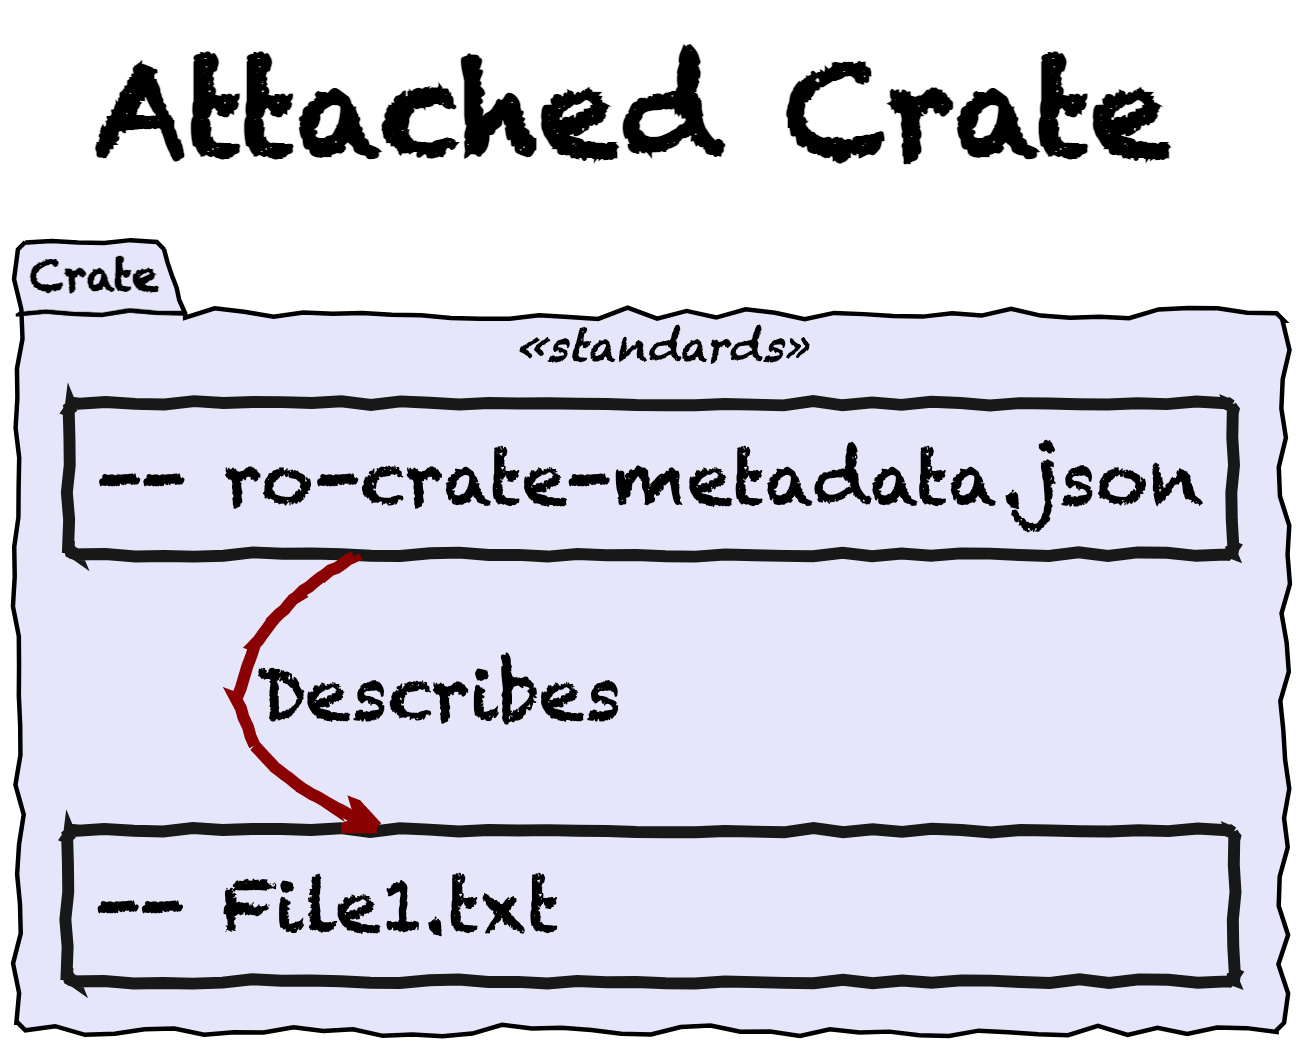 Attached Crate
Crate
«standards»
-- ro-crate-metadata.json
Describes
-- File1.txt